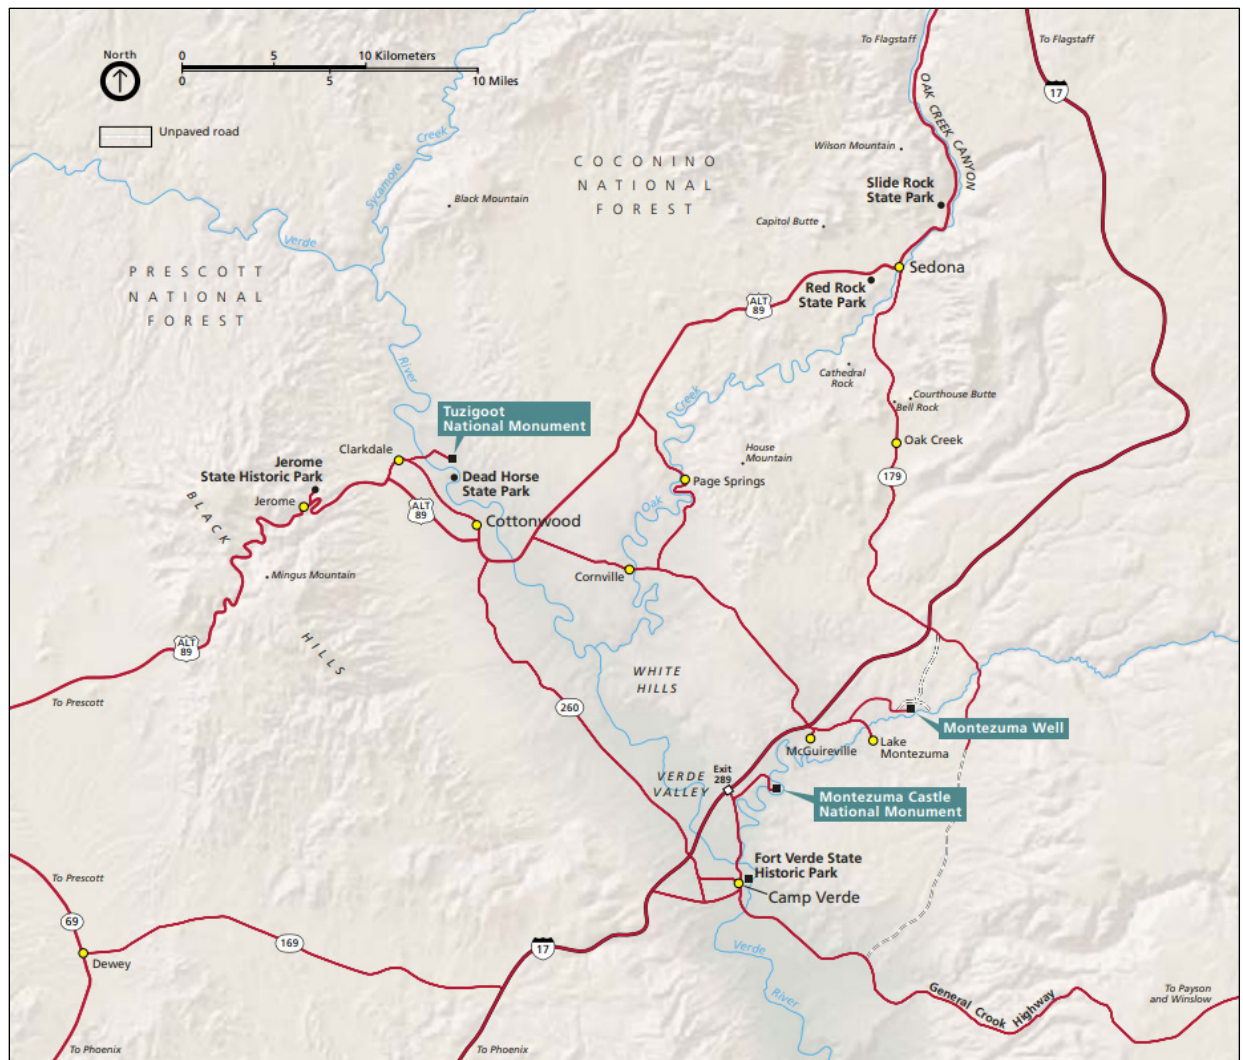 North
0
5
10 Kilometers
0
5
10 Miles
Unpaved road
To Flagstaff
To Flagstaff
17
OAK CREEK CANYON
Wilson Mountain
Slide Rock
State Park
COCONINO
NATIONAL
FOREST
Sycamore
Creek
Black Mountain
Capitol Butte
Verde
PRESCOTT
NATIONAL
FOREST
Sedona
Red Rock
State Park
ALT
89
River
Cathedral
Rock
Courthouse Butte
Bell Rock
Creek
Tuzigoot
National Monument
Clarkdale
Oak Creek
House
Mountain
Jerome
State Historic Park
Dead Horse
State Park
Page Springs
179
Jerome
BLACK
ALT
89
Oak
Cottonwood
Cornville
Mingus Mountain
HILLS
ALT
89
WHITE
HILLS
To Prescott
260
Montezuma Well
McGuireville
Lake
Montezuma
Exit
289
VERDE
VALLEY
Montezuma Castle
National Monument
Fort Verde State
Historic Park
Camp Verde
To Prescott
69
169
17
Dewey
Verde
River
General Crook Highway
To Payson
and Winslow
To Phoenix
To Phoenix